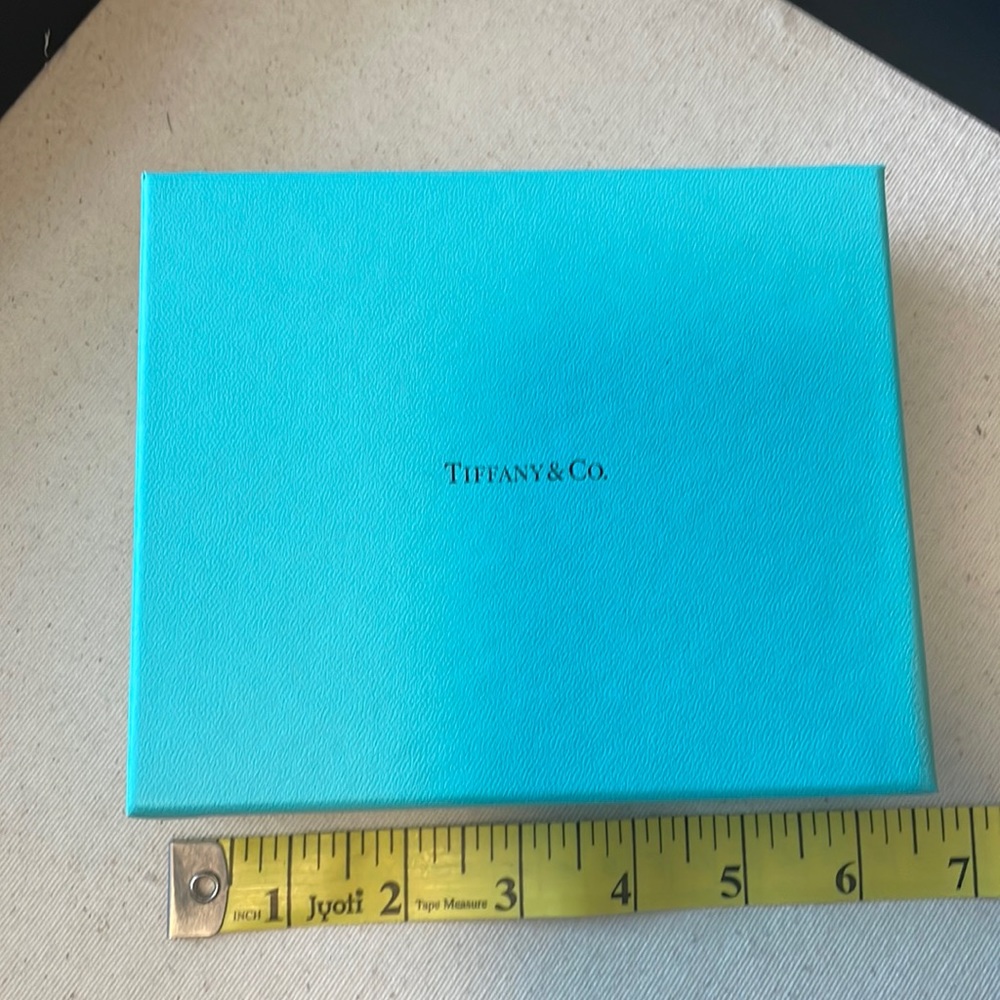 TIFFANY & CO.
INCH 1 Jyoti 2 Tape Measure 3 4 5 6 7